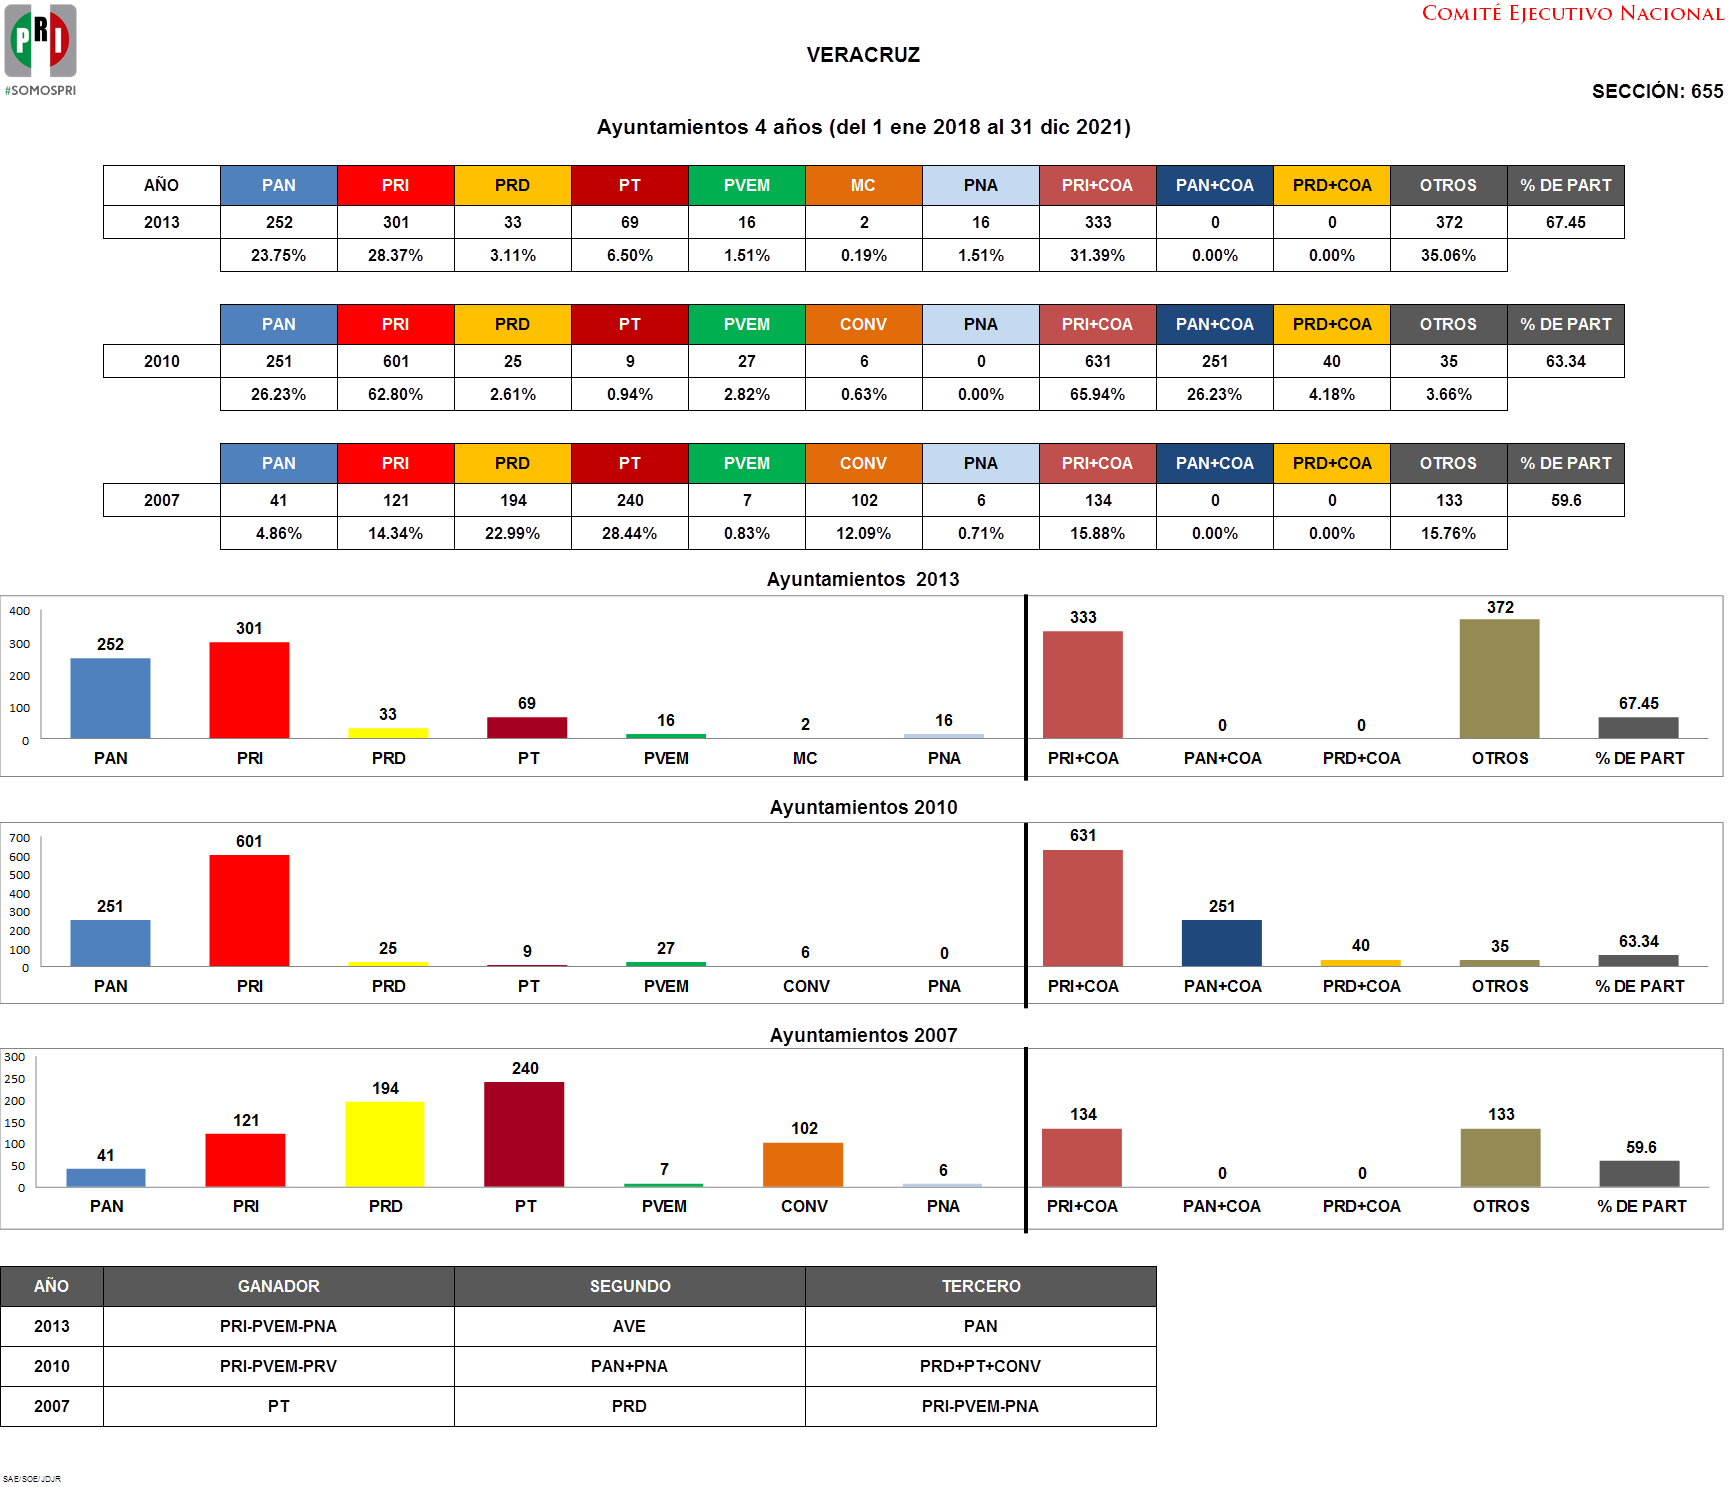 PRI
#SOMOSPRI
COMITÉ EJECUTIVO NACIONAL
VERACRUZ
SECCIÓN: 655
Ayuntamientos 4 años (del 1 ene 2018 al 31 dic 2021)
AÑO PAN PRI PRD PT PVEM MC PNA PRI+COA PAN+COA PRD+COA OTROS % DE PART
2013 252 301 33 69 16 2 16 333 0 0 372 67.45
23.75% 28.37% 3.11% 6.50% 1.51% 0.19% 1.51% 31.39% 0.00% 0.00% 35.06%
PAN PRI PRD PT PVEM CONV PNA PRI+COA PAN+COA PRD+COA OTROS % DE PART
2010 251 601 25 9 27 6 0 631 251 40 35 63.34
26.23% 62.80% 2.61% 0.94% 2.82% 0.63% 0.00% 65.94% 26.23% 4.18% 3.66%
PAN PRI PRD PT PVEM CONV PNA PRI+COA PAN+COA PRD+COA OTROS % DE PART
2007 41 121 194 240 7 102 6 134 0 0 133 59.6
4.86% 14.34% 22.99% 28.44% 0.83% 12.09% 0.71% 15.88% 0.00% 0.00% 15.76%
Ayuntamientos 2013
400
300
200
100
0
252 301 33 69 16 2 16 333 0 0 372 67.45
PAN PRI PRD PT PVEM MC PNA PRI+COA PAN+COA PRD+COA OTROS % DE PART
Ayuntamientos 2010
700
600
500
400
300
200
100
0
251 601 25 9 27 6 0 631 251 40 35 63.34
PAN PRI PRD PT PVEM CONV PNA PRI+COA PAN+COA PRD+COA OTROS % DE PART
Ayuntamientos 2007
300
250
200
150
100
50
0
41 121 194 240 7 102 6 134 0 0 133 59.6
PAN PRI PRD PT PVEM CONV PNA PRI+COA PAN+COA PRD+COA OTROS % DE PART
AÑO GANADOR SEGUNDO TERCERO
2013 PRI-PVEM-PNA AVE PAN
2010 PRI-PVEM-PRV PAN+PNA PRD+PT+CONV
2007 PT PRD PRI-PVEM-PNA
SAE/SOE/JDJR